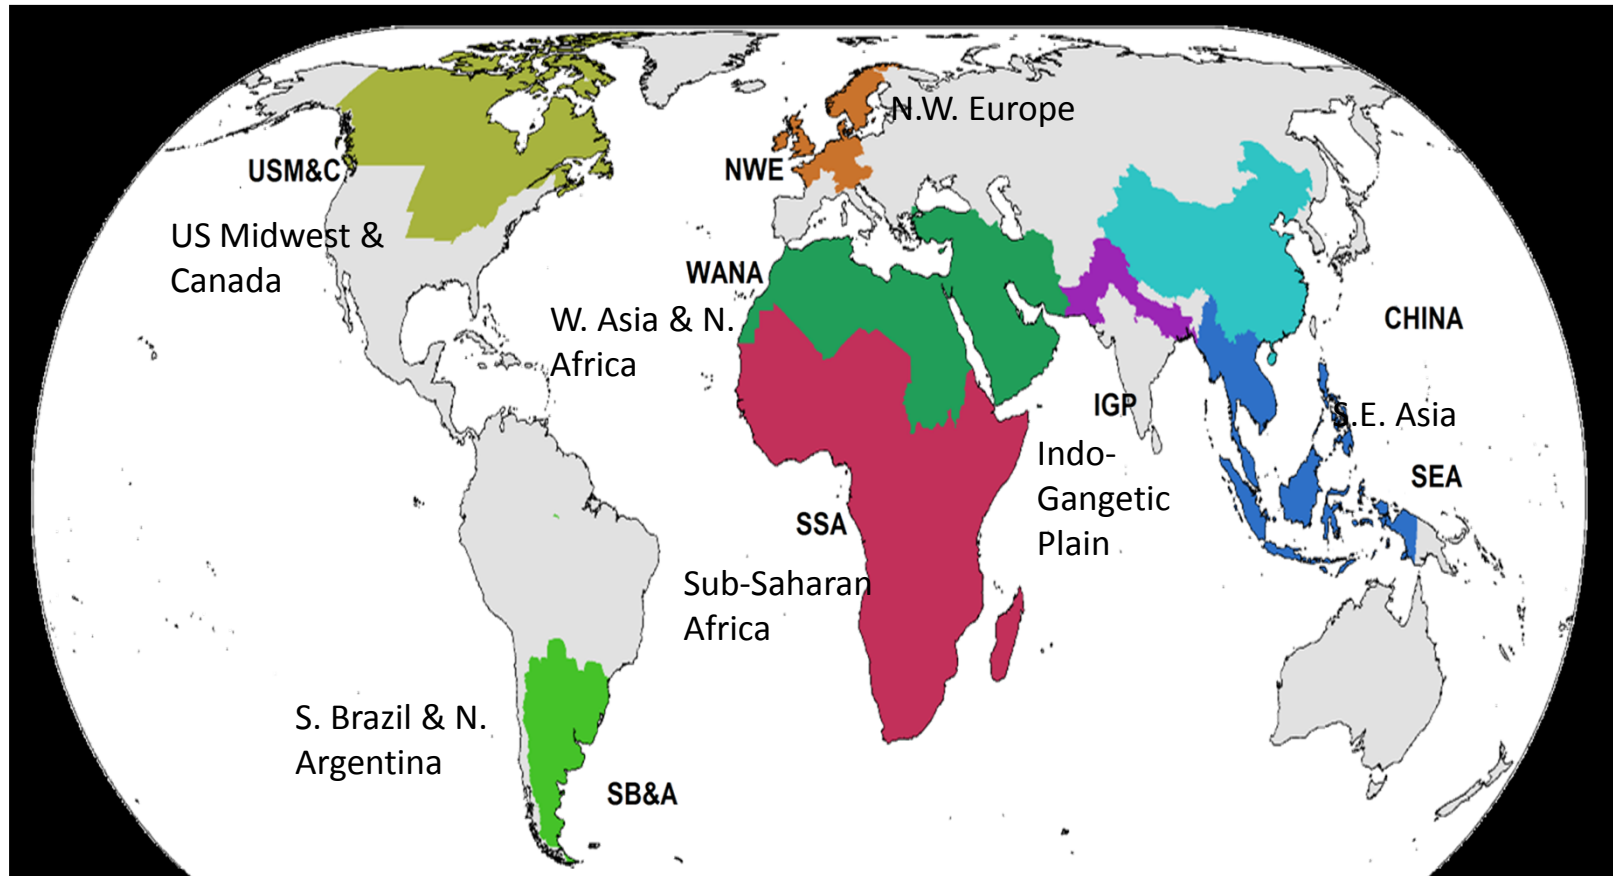 N.W. Europe
NWE
USM&C
US Midwest &
Canada
WANA
W. Asia & N.
Africa
CHINA
IGP
S.E. Asia
Indo-
Gangetic
Plain
SEA
SSA
Sub-Saharan
Africa
S. Brazil & N.
Argentina
SB&A